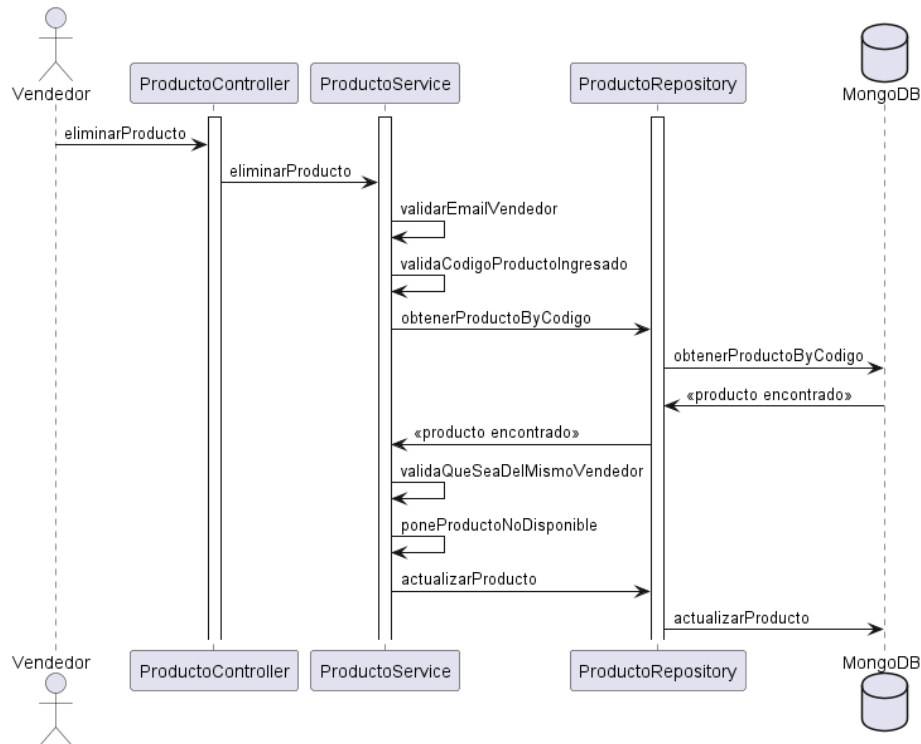 Vendedor
ProductoController
ProductoService
ProductoRepository
MongoDB
eliminarProducto
eliminarProducto
validarEmailVendedor
validaCodigoProductoIngresado
obtenerProductoByCodigo
obtenerProductoByCodigo
«producto encontrado»
«producto encontrado»
validaQueSeaDelMismoVendedor
poneProductoNoDisponible
actualizarProducto
actualizarProducto
Vendedor
ProductoController
ProductoService
ProductoRepository
MongoDB